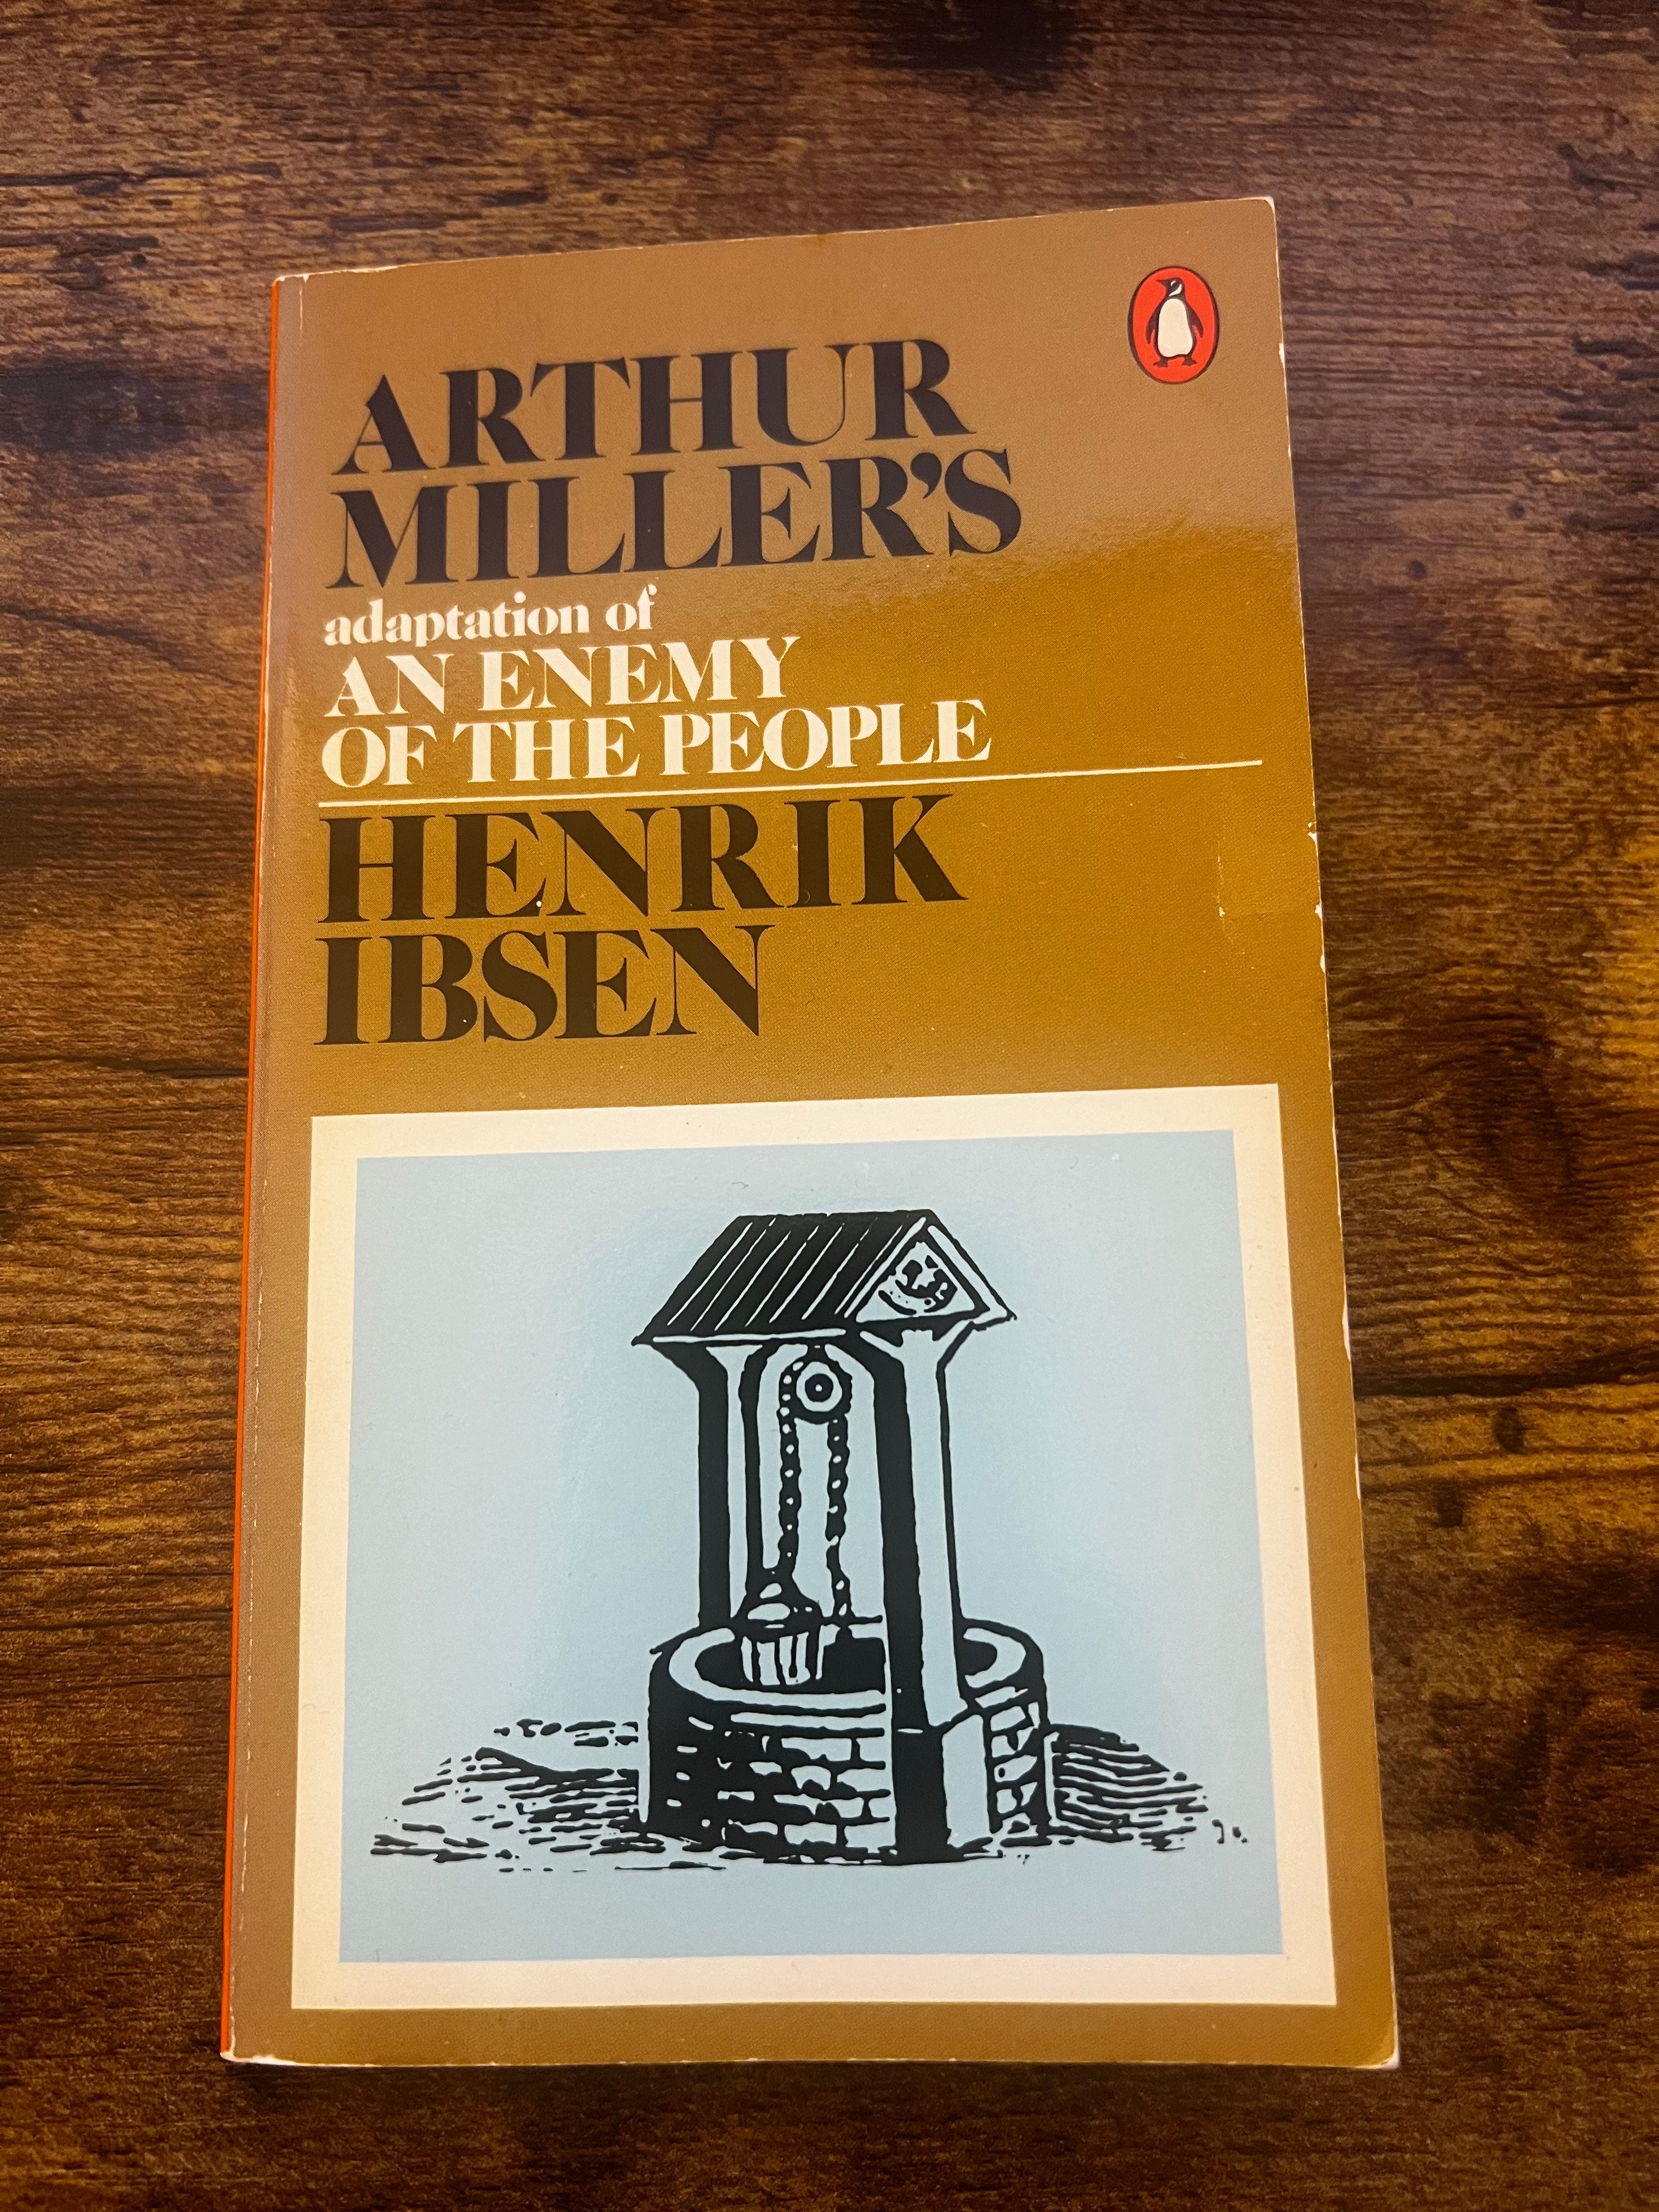 ARTHUR
MILLER'S
adaptation of
AN ENEMY
OF THE PEOPLE
HENRIK
IBSEN